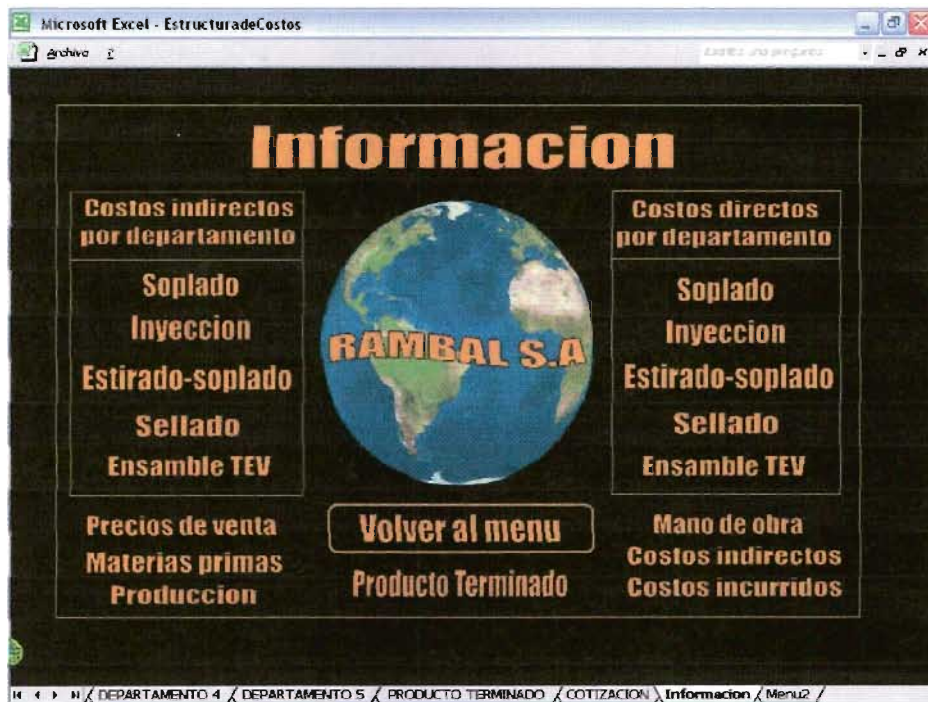 Microsoft Excel - EstructuradeCostos
Archivo ?
Informacion
Costos indirectos
por departamento
Soplado
Inyeccion
Estirado-soplado
Sellado
Ensamble TEV
RAMBAL S.A
Costos directos
por departamento
Soplado
Inyeccion
Estirado-soplado
Sellado
Ensamble TEV
Precios de venta
Materias primas
Produccion
Volver al menu
Producto Terminado
Mano de obra
Costos indirectos
Costos incurridos
DEPARTAMENTO 4 / DEPARTAMENTO 5 / PRODUCTO TERMINADO / COTIZACION \ Informacion / Menu2 /